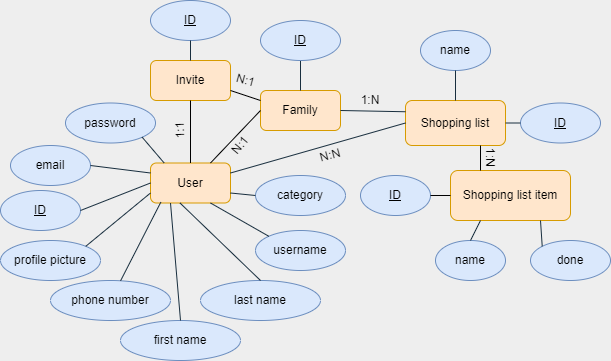 ID
ID
name
Invite
N:1
1:N
Family
Shopping list
ID
password
1:1
N:1
N:N
1:N
email
User
category
ID
Shopping list item
ID
username
profile picture
name
done
phone number
last name
first name